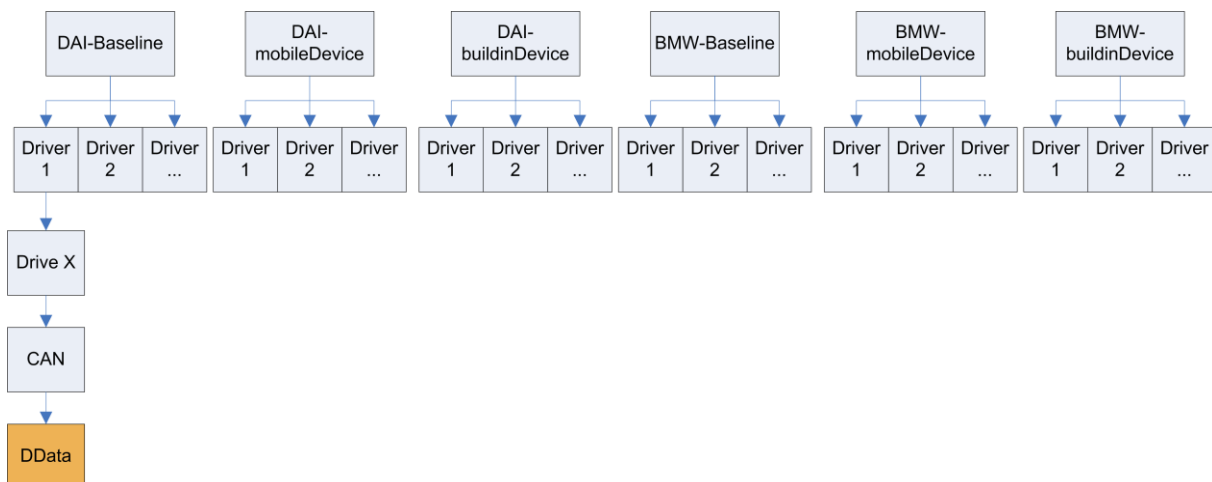 DAI-Baseline
DAI-
mobileDevice
DAI-
buildinDevice
BMW-Baseline
BMW-
mobileDevice
BMW-
buildinDevice
Driver
1
Driver
2
Driver
...
Driver
1
Driver
2
Driver
...
Driver
1
Driver
2
Driver
...
Driver
1
Driver
2
Driver
...
Driver
1
Driver
2
Driver
...
Driver
1
Driver
2
Driver
...
Drive X
CAN
DData